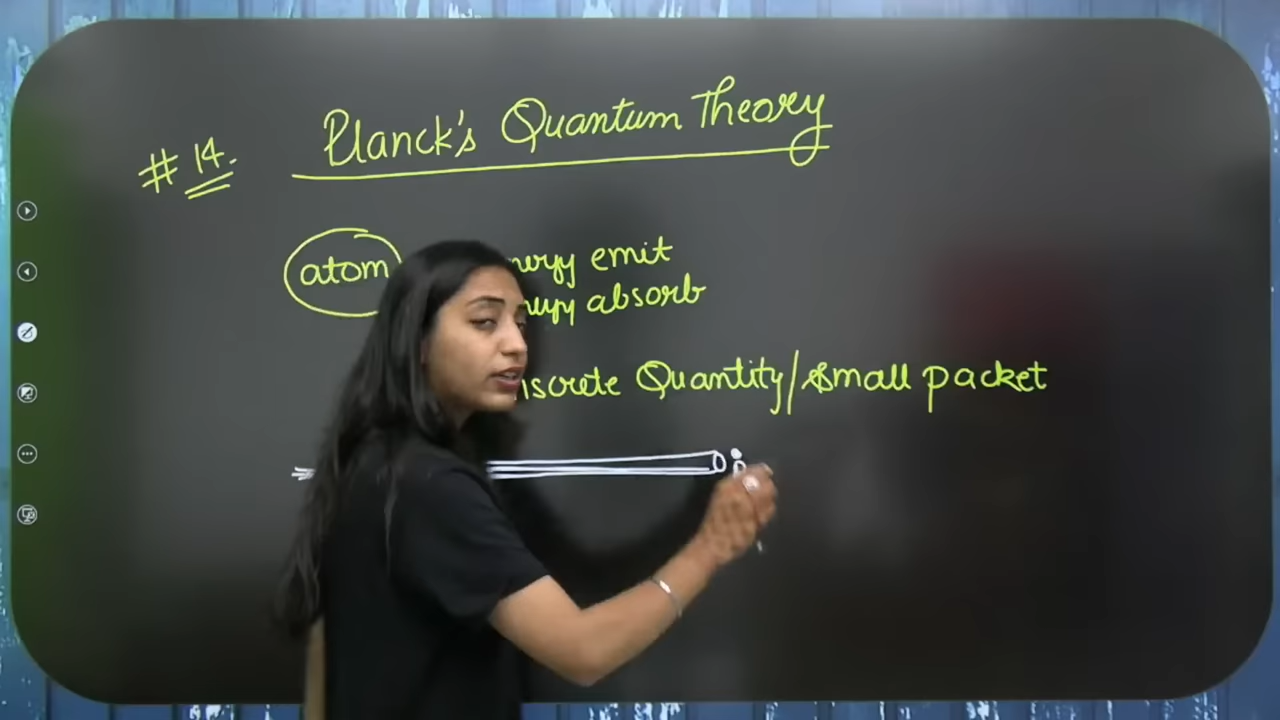 # 14.
Planck's Quantum Theory
atom
emit
absorb
Quantity/small packet